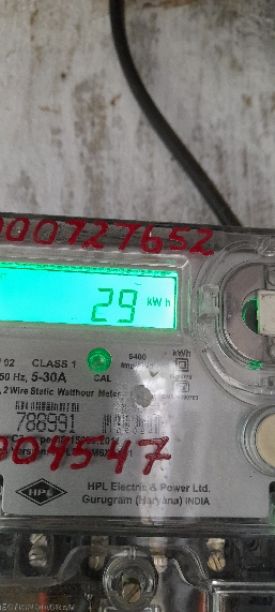 000727652
29 kWh
CLASS 1
50 Hz, 5-30A CAL
2 Wire Static Watthour Meter
788991
904547
HPL
HPL Electric & Power Ltd.
Gurugram (Haryana) INDIA